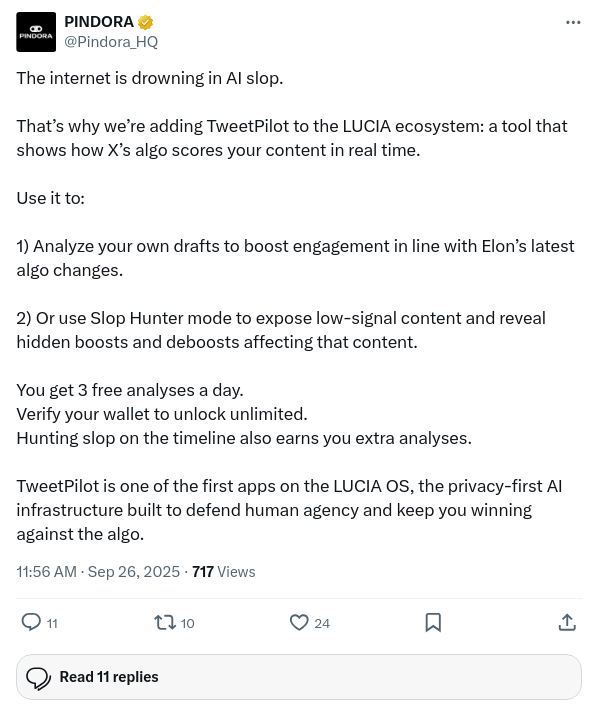 PINDORA
PINDORA
@Pindora_HQ
The internet is drowning in AI slop.
That’s why we’re adding TweetPilot to the LUCIA ecosystem: a tool that
shows how X’s algo scores your content in real time.
Use it to:
1) Analyze your own drafts to boost engagement in line with Elon’s latest
algo changes.
2) Or use Slop Hunter mode to expose low-signal content and reveal
hidden boosts and deboosts affecting that content.
You get 3 free analyses a day.
Verify your wallet to unlock unlimited.
Hunting slop on the timeline also earns you extra analyses.
TweetPilot is one of the first apps on the LUCIA OS, the privacy-first AI
infrastructure built to defend human agency and keep you winning
against the algo.
11:56 AM · Sep 26, 2025 · 717 Views
11 10 24
Read 11 replies